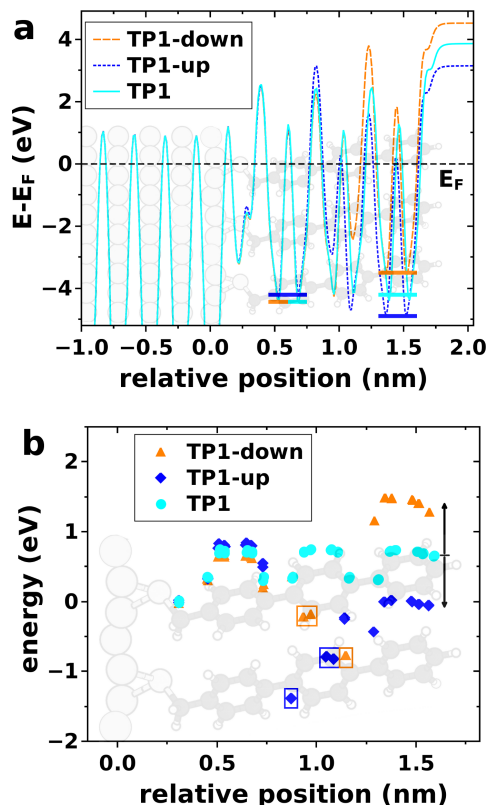 a
TP1-down
TP1-up
TP1
E-E_F (eV)
4
2
0
−2
−4
E_F
−1.0 −0.5 0.0 0.5 1.0 1.5 2.0
relative position (nm)
b
TP1-down
TP1-up
TP1
energy (eV)
2
1
0
−1
−2
0.0 0.5 1.0 1.5
relative position (nm)